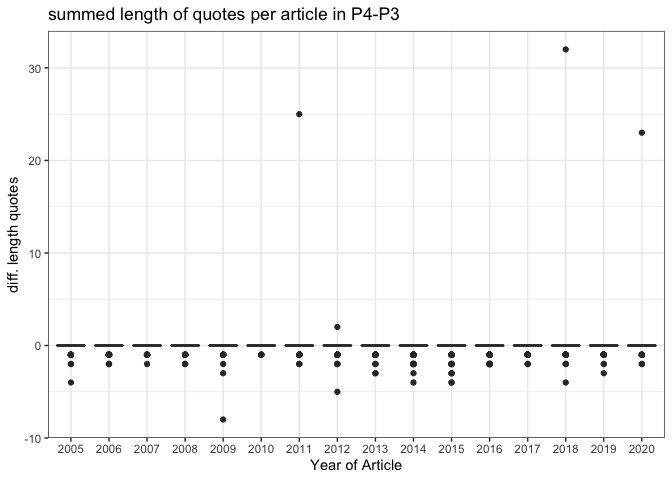 summed length of quotes per article in P4-P3
30
20
10
0
-10
diff. length quotes
2005 2006 2007 2008 2009 2010 2011 2012 2013 2014 2015 2016 2017 2018 2019 2020
Year of Article